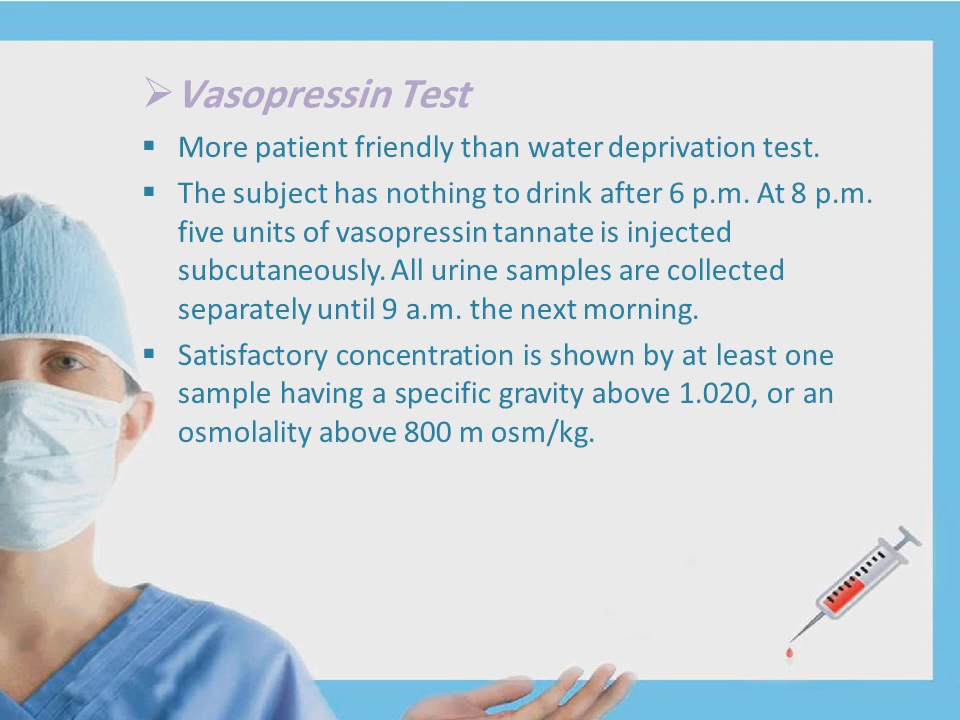 ➢Vasopressin Test
▪ More patient friendly than water deprivation test.
▪ The subject has nothing to drink after 6 p.m. At 8 p.m.
five units of vasopressin tannate is injected
subcutaneously. All urine samples are collected
separately until 9 a.m. the next morning.
▪ Satisfactory concentration is shown by at least one
sample having a specific gravity above 1.020, or an
osmolality above 800 m osm/kg.